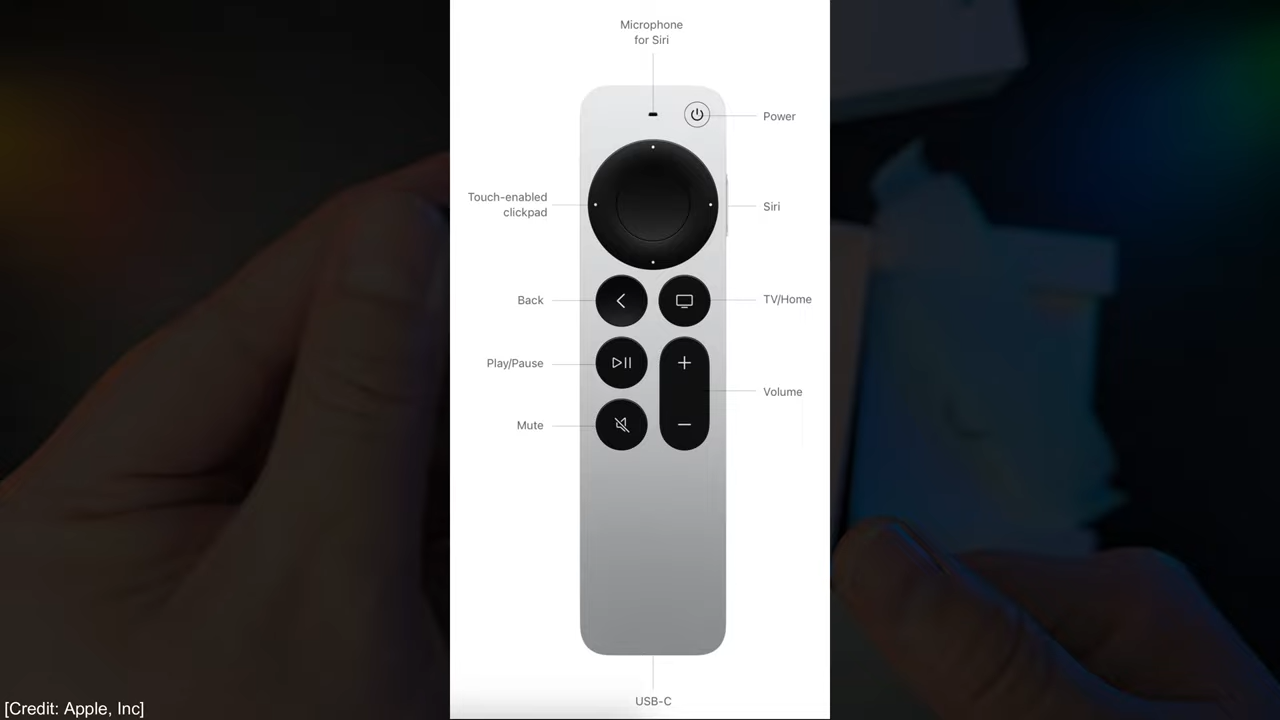 Microphone
for Siri
Power
Touch-enabled
clickpad
Siri
Back
TV/Home
Play/Pause
Volume
Mute
USB-C
[Credit: Apple, Inc]